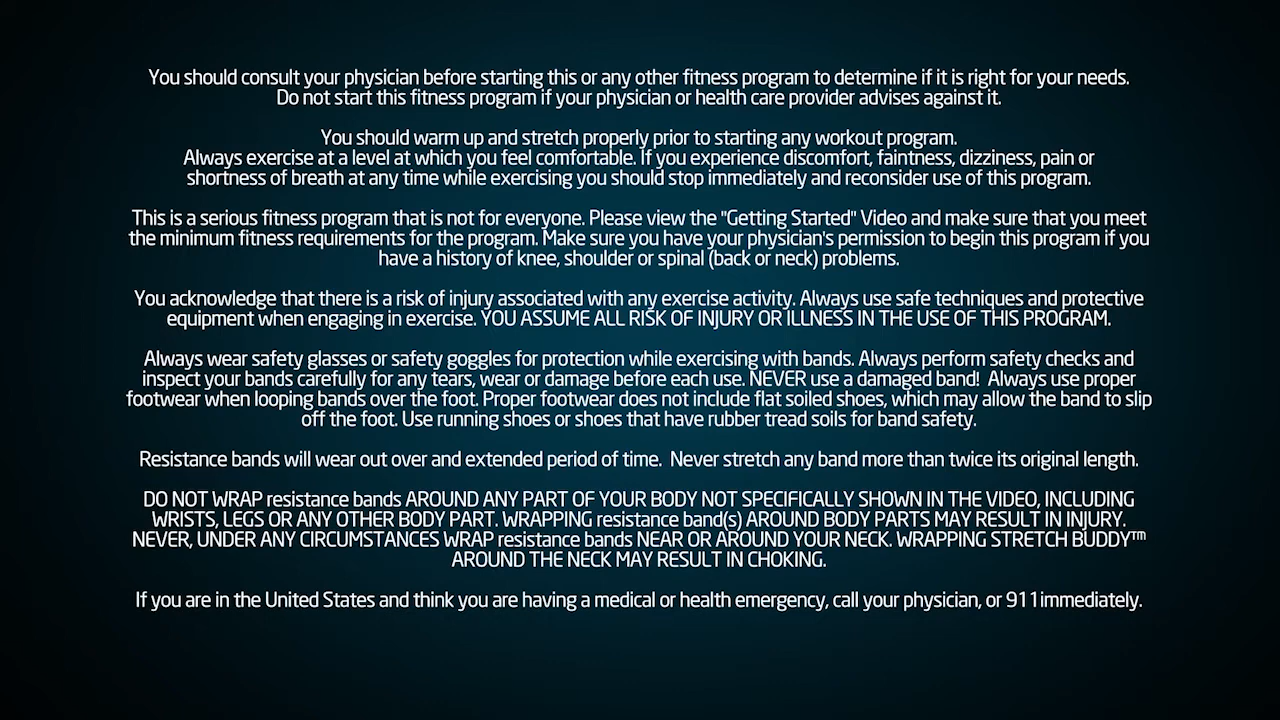 You should consult your physician before starting this or any other fitness program to determine if it is right for your needs.
Do not start this fitness program if your physician or health care provider advises against it.
You should warm up and stretch properly prior to starting any workout program.
Always exercise at a level at which you feel comfortable. If you experience discomfort, faintness, dizziness, pain or
shortness of breath at any time while exercising you should stop immediately and reconsider use of this program.
This is a serious fitness program that is not for everyone. Please view the "Getting Started" Video and make sure that you meet
the minimum fitness requirements for the program. Make sure you have your physician's permission to begin this program if you
have a history of knee, shoulder or spinal (back or neck) problems.
You acknowledge that there is a risk of injury associated with any exercise activity. Always use safe techniques and protective
equipment when engaging in exercise. YOU ASSUME ALL RISK OF INJURY OR ILLNESS IN THE USE OF THIS PROGRAM.
Always wear safety glasses or safety goggles for protection while exercising with bands. Always perform safety checks and
inspect your bands carefully for any tears, wear or damage before each use. NEVER use a damaged band!  Always use proper
footwear when looping bands over the foot. Proper footwear does not include flat soiled shoes, which may allow the band to slip
off the foot. Use running shoes or shoes that have rubber tread soils for band safety.
Resistance bands will wear out over and extended period of time.  Never stretch any band more than twice its original length.
DO NOT WRAP resistance bands AROUND ANY PART OF YOUR BODY NOT SPECIFICALLY SHOWN IN THE VIDEO, INCLUDING
WRISTS, LEGS OR ANY OTHER BODY PART. WRAPPING resistance band(s) AROUND BODY PARTS MAY RESULT IN INJURY.
NEVER, UNDER ANY CIRCUMSTANCES WRAP resistance bands NEAR OR AROUND YOUR NECK. WRAPPING STRETCH BUDDY™
AROUND THE NECK MAY RESULT IN CHOKING.
If you are in the United States and think you are having a medical or health emergency, call your physician, or 911immediately.